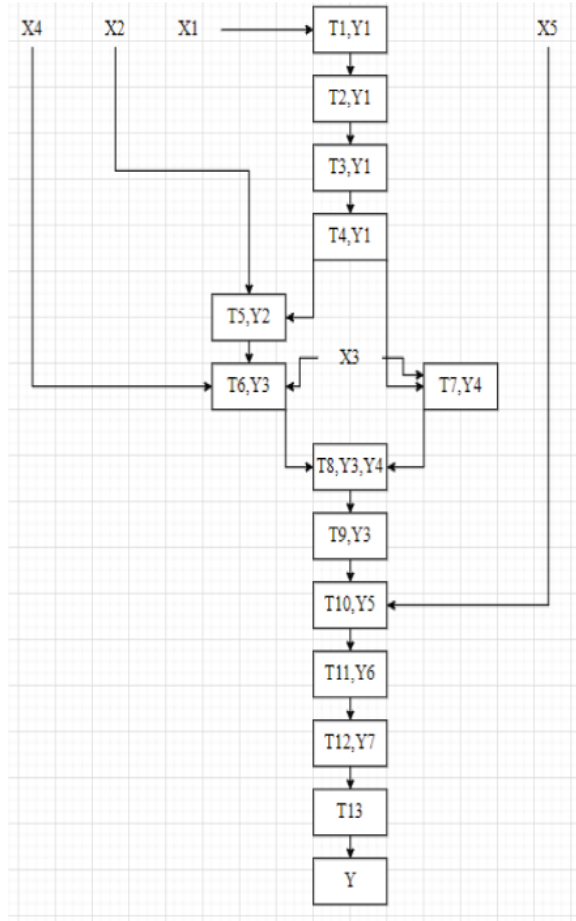 X4 X2 X1 T1,Y1 X5
T2,Y1
T3,Y1
T4,Y1
T5,Y2
X3
T6,Y3 T7,Y4
T8,Y3,Y4
T9,Y3
T10,Y5
T11,Y6
T12,Y7
T13
Y